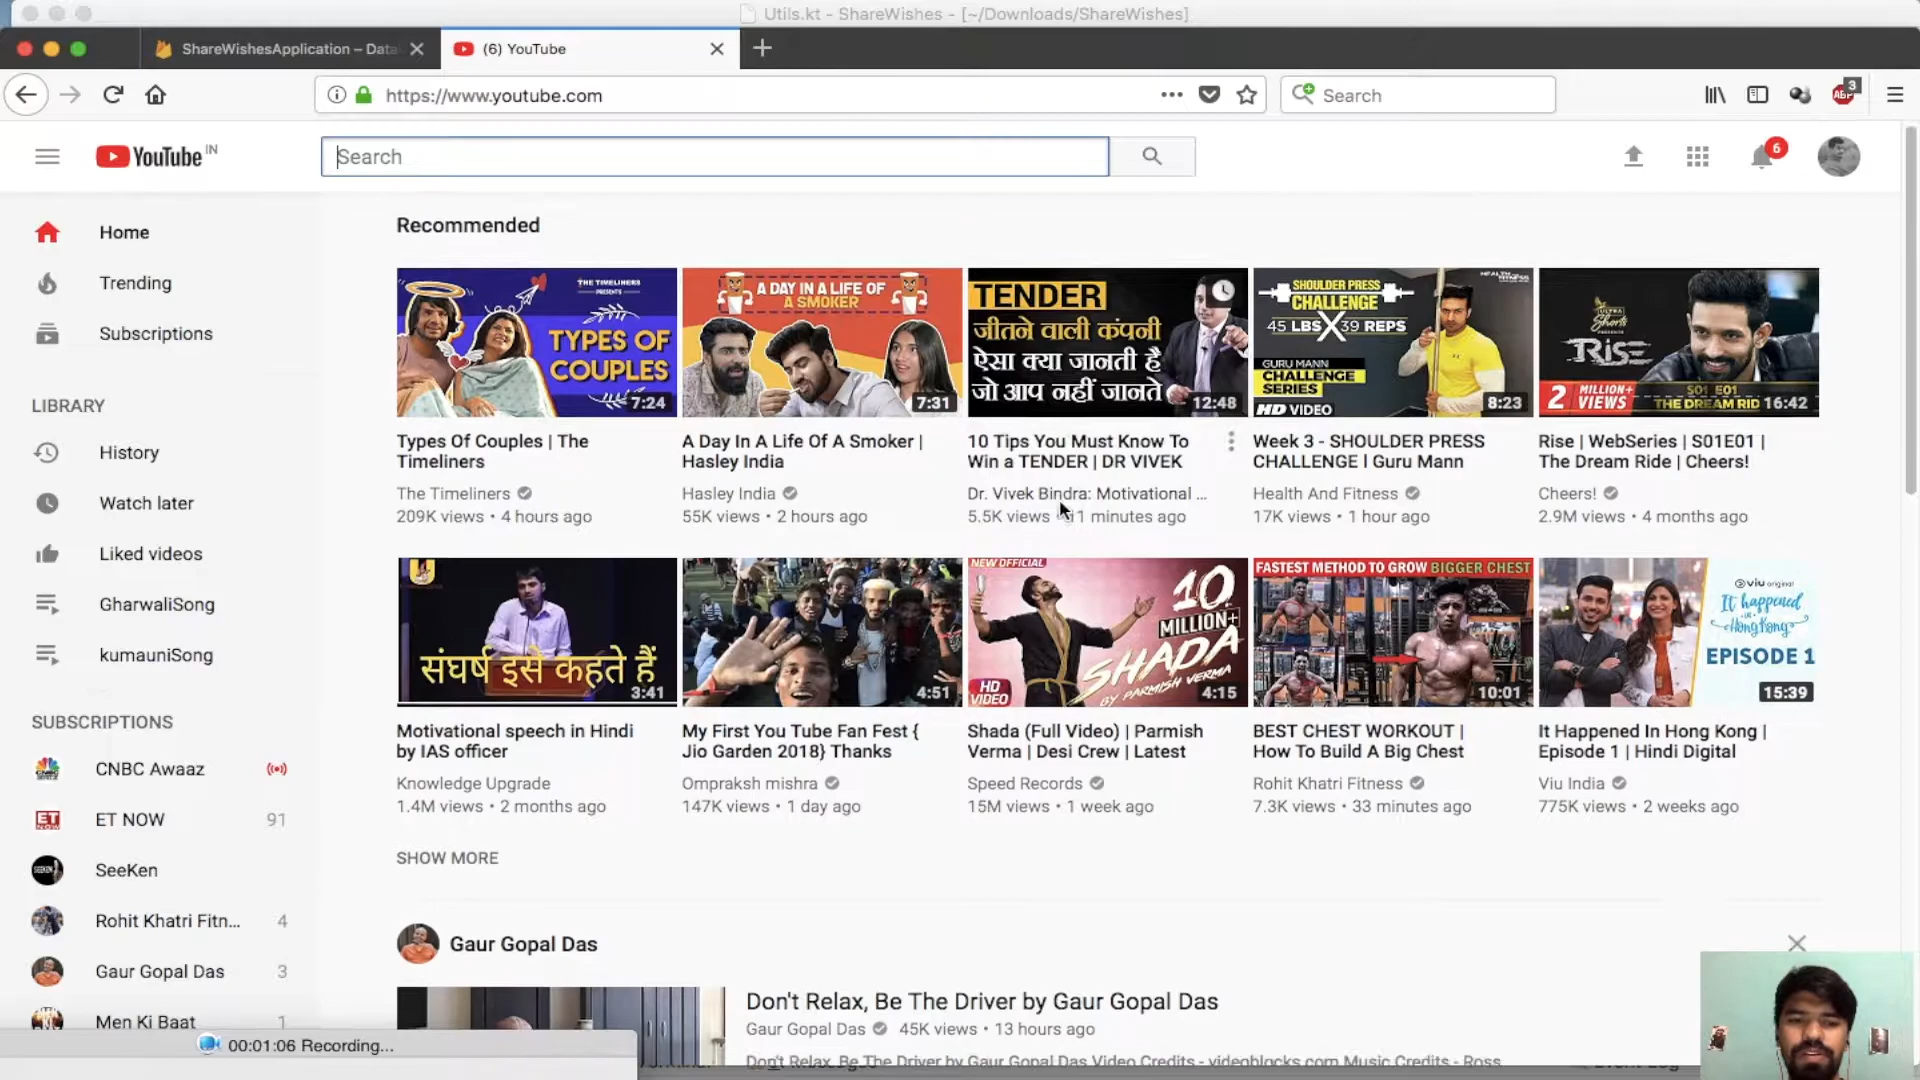 Utils.kt - ShareWishes - [~/Downloads/ShareWishes]
ShareWishesApplication – Data
(6) YouTube
https://www.youtube.com
Search
ABP
3
YouTube IN
Search
6
Home
Trending
Subscriptions
LIBRARY
History
Watch later
Liked videos
GharwaliSong
kumauniSong
SUBSCRIPTIONS
CNBC Awaaz
ET NOW 91
SeeKen
Rohit Khatri Fitn... 4
Gaur Gopal Das 3
Men Ki Baat 1
00:01:06 Recording...
Recommended
THE TIMELINERS
PRESENTS
TYPES OF
COUPLES
7:24
Types Of Couples | The
Timeliners
The Timeliners
209K views • 4 hours ago
A DAY IN A LIFE OF
A SMOKER
7:31
A Day In A Life Of A Smoker |
Hasley India
Hasley India
55K views • 2 hours ago
TENDER
जीतने वाली कंपनी
ऐसा क्या जानती है
जो आप नहीं जानते
12:48
10 Tips You Must Know To
Win a TENDER | DR VIVEK
Dr. Vivek Bindra: Motivational ...
5.5K views • 11 minutes ago
HEALTH AND FITNESS
SHOULDER PRESS
CHALLENGE
45 LBS X 39 REPS
GURU MANN
CHALLENGE
SERIES
HD VIDEO
8:23
Week 3 - SHOULDER PRESS
CHALLENGE l Guru Mann
Health And Fitness
17K views • 1 hour ago
ULTRA
Shorts
PRESENTS
RISE
2 MILLION+
VIEWS
S01 E01
THE DREAM RID
16:42
Rise | WebSeries | S01E01 |
The Dream Ride | Cheers!
Cheers!
2.9M views • 4 months ago
संघर्ष इसे कहते हैं
3:41
Motivational speech in Hindi
by IAS officer
Knowledge Upgrade
1.4M views • 2 months ago
4:51
My First You Tube Fan Fest {
Jio Garden 2018} Thanks
Ompraksh mishra
147K views • 1 day ago
NEW OFFICIAL
10
MILLION+
SHADA
BY PARMISH VERMA
HD
VIDEO
4:15
Shada (Full Video) | Parmish
Verma | Desi Crew | Latest
Speed Records
15M views • 1 week ago
FASTEST METHOD TO GROW BIGGER CHEST
10:01
BEST CHEST WORKOUT |
How To Build A Big Chest
Rohit Khatri Fitness
7.3K views • 33 minutes ago
viu original
It happened
in
Hong Kong
EPISODE 1
15:39
It Happened In Hong Kong |
Episode 1 | Hindi Digital
Viu India
775K views • 2 weeks ago
SHOW MORE
Gaur Gopal Das
Don't Relax, Be The Driver by Gaur Gopal Das
Gaur Gopal Das 45K views • 13 hours ago
Don't Relax, Be The Driver by Gaur Gopal Das Video Credits - videoblocks.com Music Credits - Ross